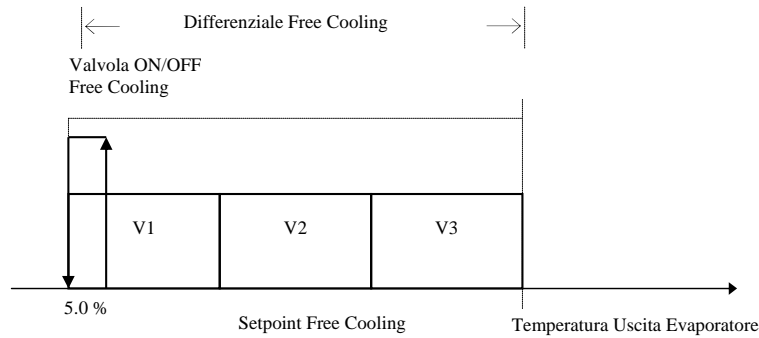 Differenziale Free Cooling
Valvola ON/OFF
Free Cooling
V1
V2
V3
5.0 %
Setpoint Free Cooling
Temperatura Uscita Evaporatore